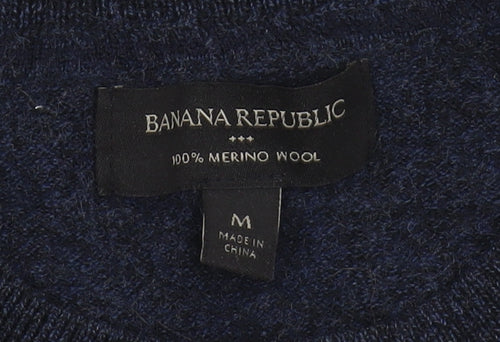 BANANA REPUBLIC
+++
100% MERINO WOOL
M
MADE IN
CHINA